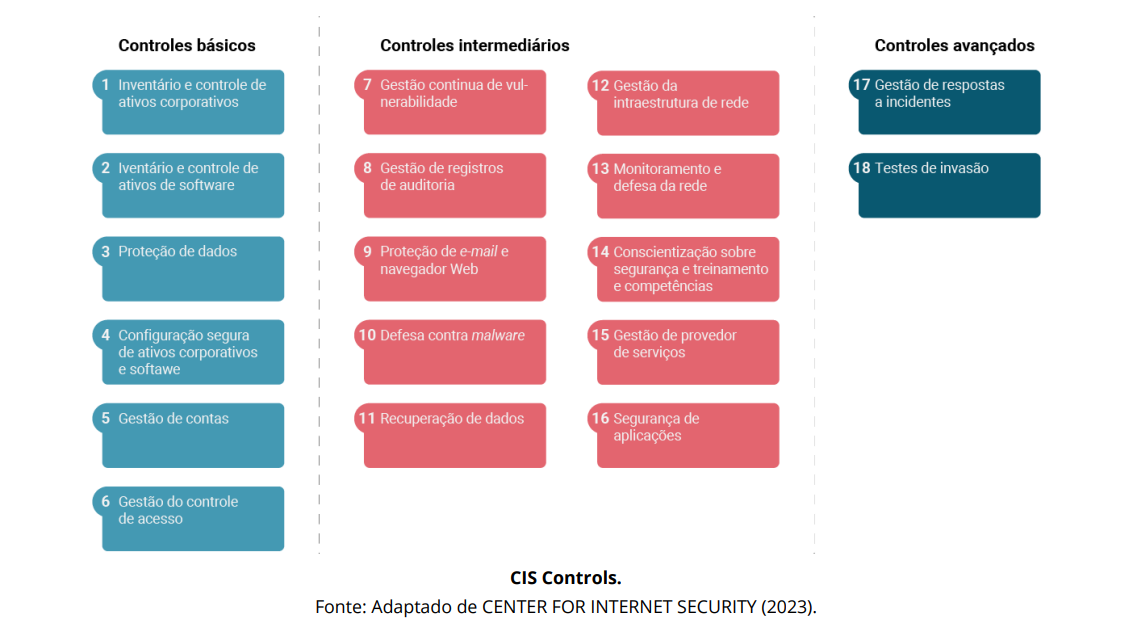 Controles básicos
1 Inventário e controle de
ativos corporativos
2 Iventário e controle de
ativos de software
3 Proteção de dados
4 Configuração segura
de ativos corporativos
e softawe
5 Gestão de contas
6 Gestão do controle
de acesso
Controles intermediários
7 Gestão continua de vul-
nerabilidade
8 Gestão de registros
de auditoria
9 Proteção de e-mail e
navegador Web
10 Defesa contra malware
11 Recuperação de dados
12 Gestão da
infraestrutura de rede
13 Monitoramento e
defesa da rede
14 Conscientização sobre
segurança e treinamento
e competências
15 Gestão de provedor
de serviços
16 Segurança de
aplicações
Controles avançados
17 Gestão de respostas
a incidentes
18 Testes de invasão
CIS Controls.
Fonte: Adaptado de CENTER FOR INTERNET SECURITY (2023).